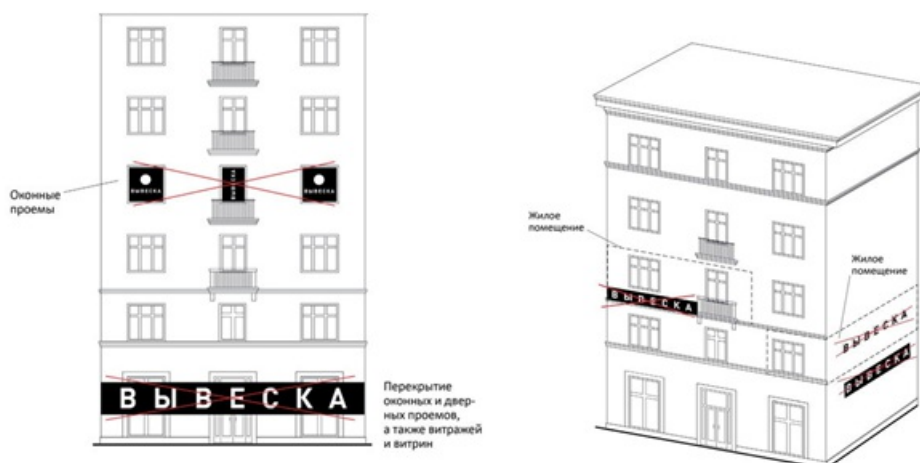 Оконные
проемы
ВЫВЕСКА
ВЫВЕСКА
ВЫВЕСКА
ВЫВЕСКА
Перекрытие
оконных и двер-
ных проемов,
а также витражей
и витрин
Жилое
помещение
Жилое
помещение
ВЫВЕСКА
ВЫВЕСКА
ВЫВЕСКА